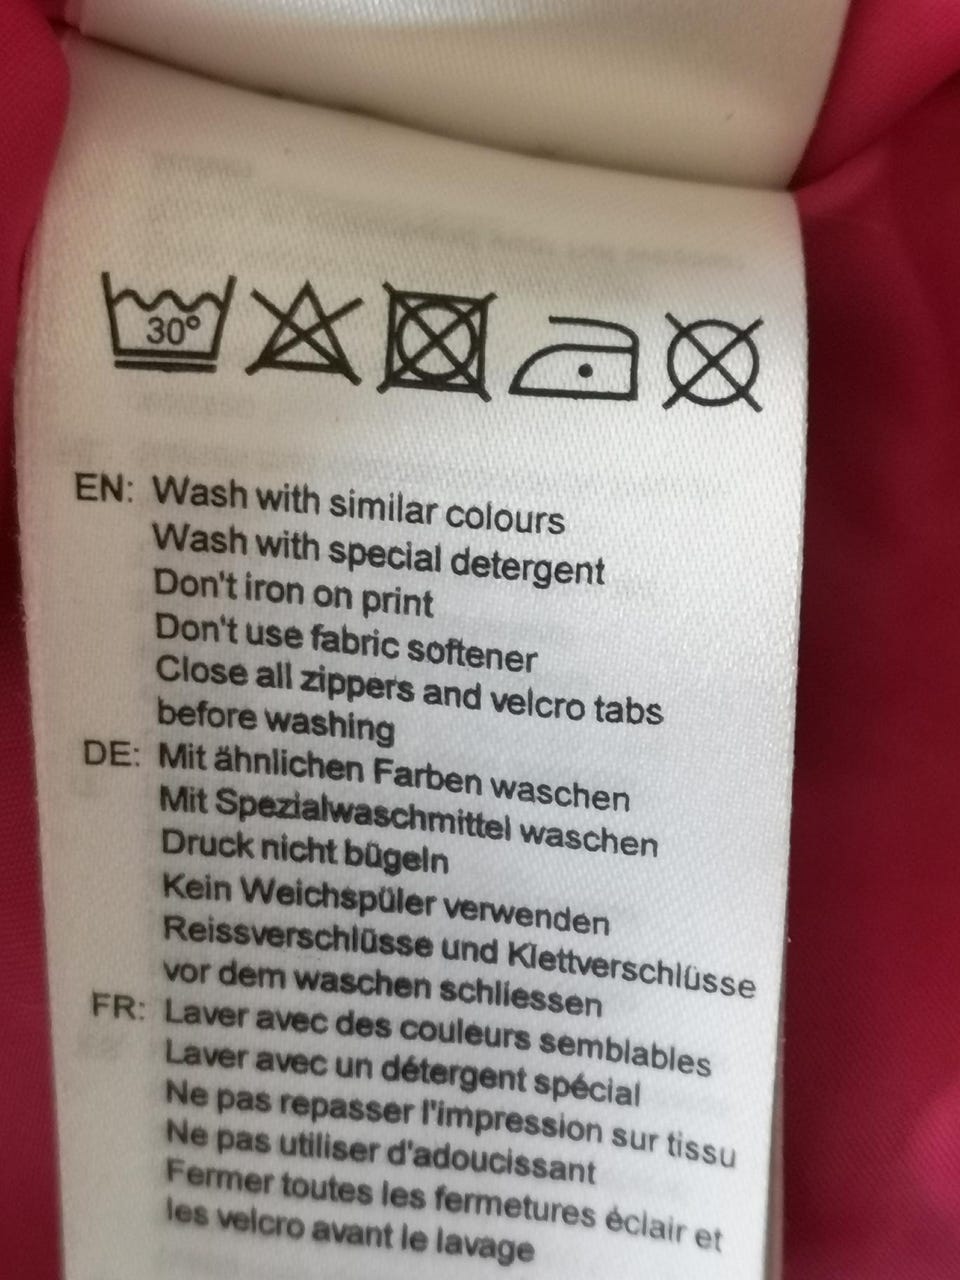 30°
EN: Wash with similar colours
Wash with special detergent
Don't iron on print
Don't use fabric softener
Close all zippers and velcro tabs
before washing
DE: Mit ähnlichen Farben waschen
Mit Spezialwaschmittel waschen
Druck nicht bügeln
Kein Weichspüler verwenden
Reissverschlüsse und Klettverschlüsse
vor dem waschen schliessen
FR: Laver avec des couleurs semblables
Laver avec un détergent spécial
Ne pas repasser l'impression sur tissu
Ne pas utiliser d'adoucissant
Fermer toutes les fermetures éclair et
les velcro avant le lavage